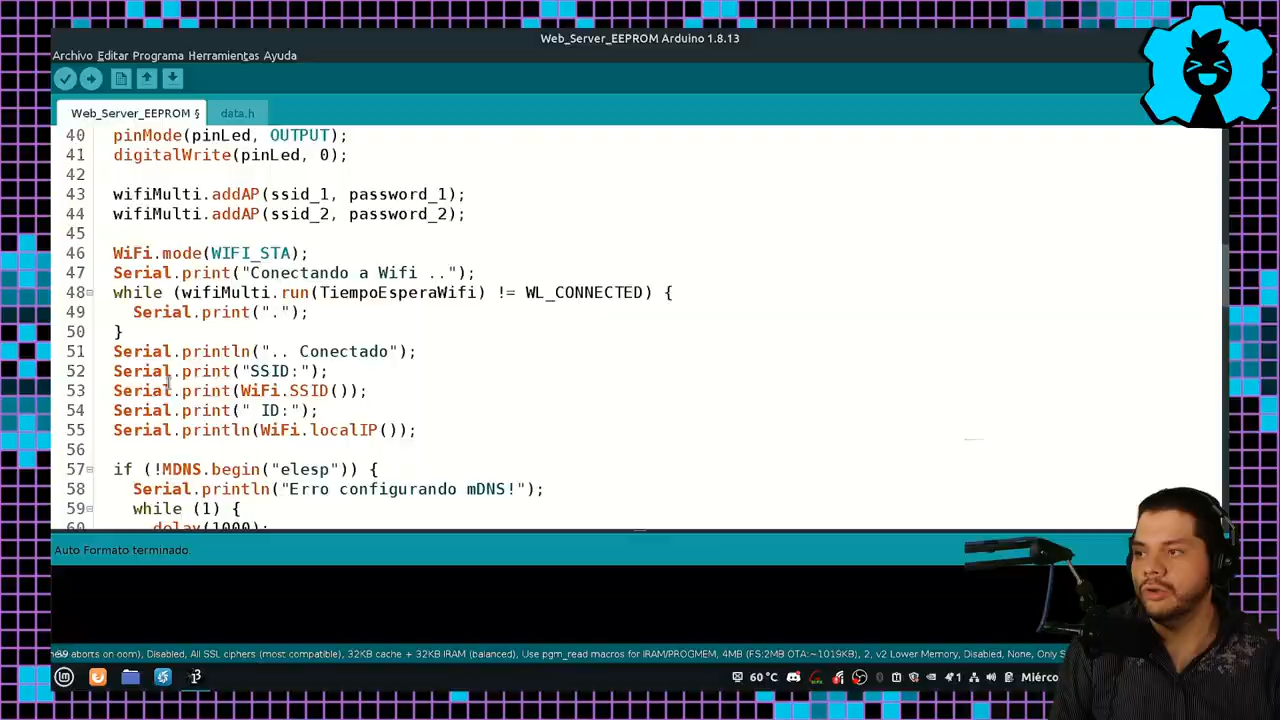 Web_Server_EEPROM Arduino 1.8.13
Archivo Editar Programa Herramientas Ayuda
Web_Server_EEPROM § data.h
40 pinMode(pinLed, OUTPUT);
41 digitalWrite(pinLed, 0);
42
43 wifiMulti.addAP(ssid_1, password_1);
44 wifiMulti.addAP(ssid_2, password_2);
45
46 WiFi.mode(WIFI_STA);
47 Serial.print("Conectando a Wifi ..");
48 while (wifiMulti.run(TiempoEsperaWifi) != WL_CONNECTED) {
49 Serial.print(".");
50 }
51 Serial.println(".. Conectado");
52 Serial.print("SSID:");
53 Serial.print(WiFi.SSID());
54 Serial.print(" ID:");
55 Serial.println(WiFi.localIP());
56
57 if (!MDNS.begin("elesp")) {
58 Serial.println("Erro configurando mDNS!");
59 while (1) {
60 delay(1000);
Auto Formato terminado.
aborts on oom), Disabled, All SSL ciphers (most compatible), 32KB cache + 32KB IRAM (balanced), Use pgm_read macros for IRAM/PROGMEM, 4MB (FS:2MB OTA:~1019KB), 2, v2 Lower Memory, Disabled, None, Only S
60°C 1 Mierco